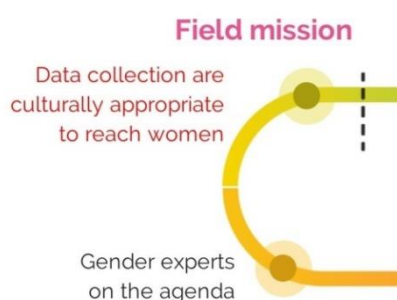 Field mission
Data collection are
culturally appropriate
to reach women
Gender experts
on the agenda